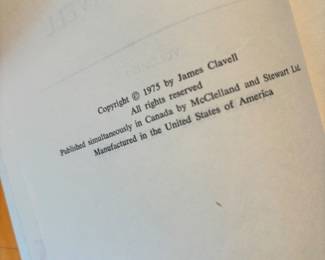 Copyright © 1975 by James Clavell
All rights reserved
Published simultaneously in Canada by McClelland and Stewart Ltd.
Manufactured in the United States of America